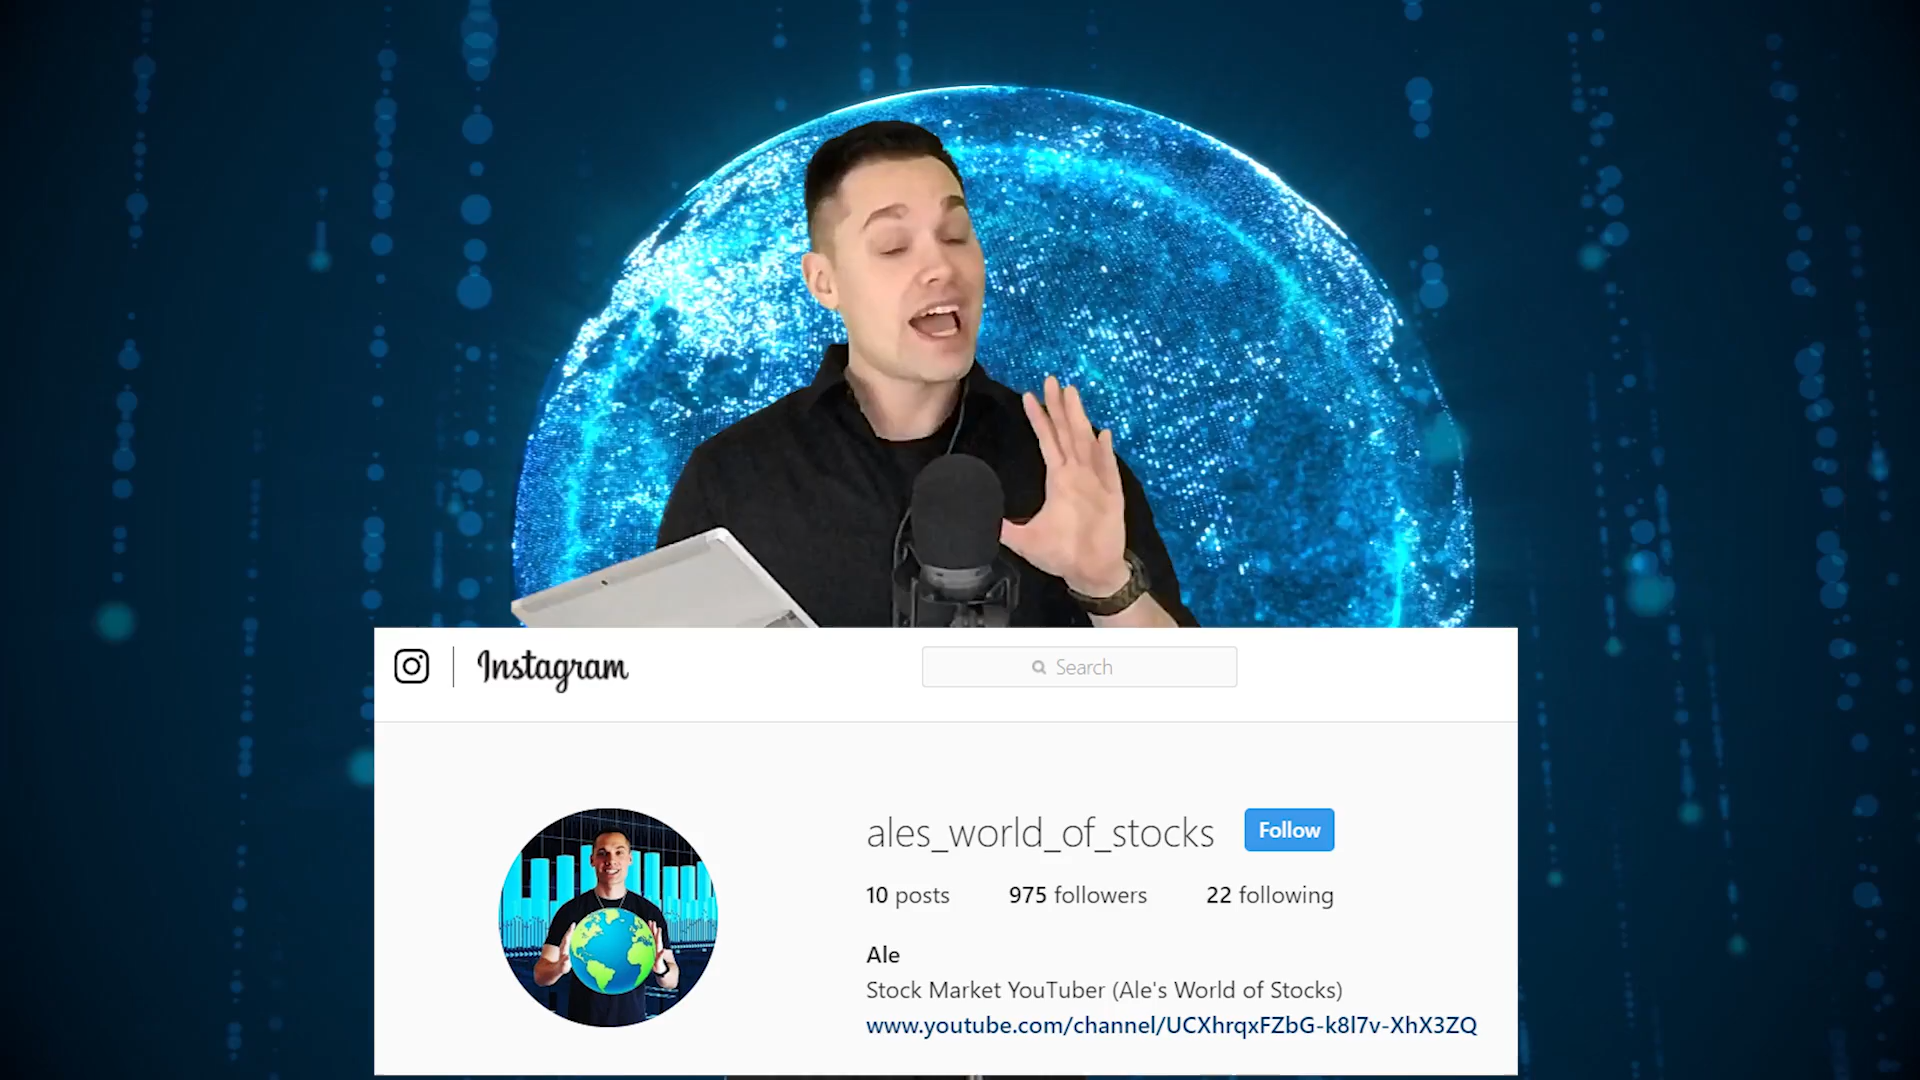 Instagram
Search
ales_world_of_stocks Follow
10 posts 975 followers 22 following
Ale
Stock Market YouTuber (Ale's World of Stocks)
www.youtube.com/channel/UCXhrqxFZbG-k8l7v-XhX3ZQ